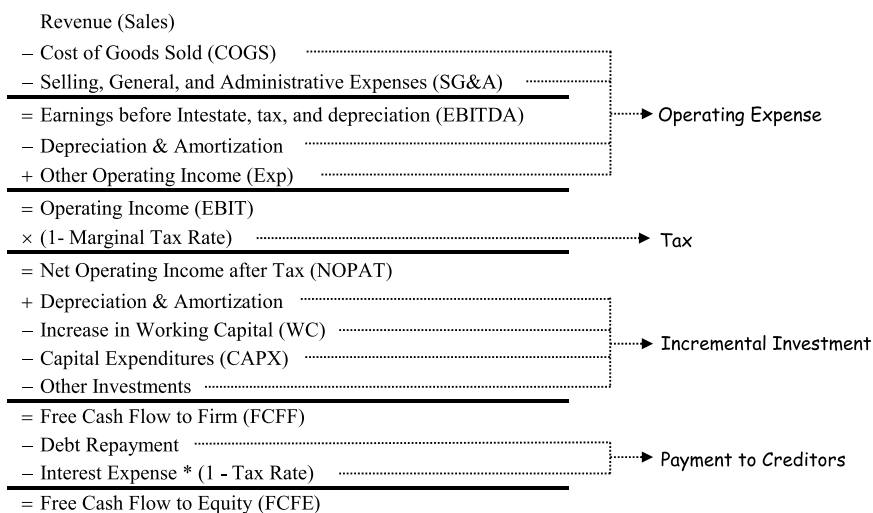 Revenue (Sales)
− Cost of Goods Sold (COGS)
− Selling, General, and Administrative Expenses (SG&A)
= Earnings before Intestate, tax, and depreciation (EBITDA)
Operating Expense
− Depreciation & Amortization
+ Other Operating Income (Exp)
= Operating Income (EBIT)
× (1- Marginal Tax Rate)
Tax
= Net Operating Income after Tax (NOPAT)
+ Depreciation & Amortization
− Increase in Working Capital (WC)
Incremental Investment
− Capital Expenditures (CAPX)
− Other Investments
= Free Cash Flow to Firm (FCFF)
− Debt Repayment
Payment to Creditors
− Interest Expense * (1 - Tax Rate)
= Free Cash Flow to Equity (FCFE)